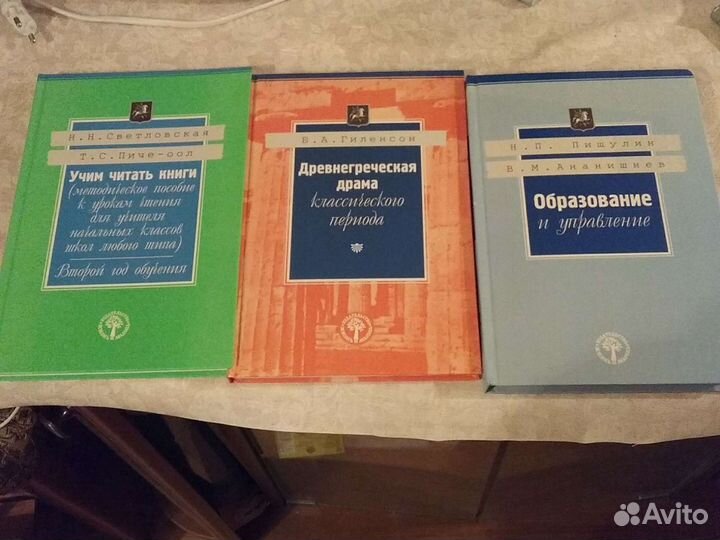 Н.Н.Светловская
Т.С.Пиче-оол
Учим читать книги
(методическое пособие
к урокам чтения
для учителя
начальных классов
школ любого типа)
Второй год обучения
Б.А.Гиленсон
Древнегреческая
драма
классического
периода
Н.П. Пищулин
В.М.Ананишнев
Образование
и управление
Avito